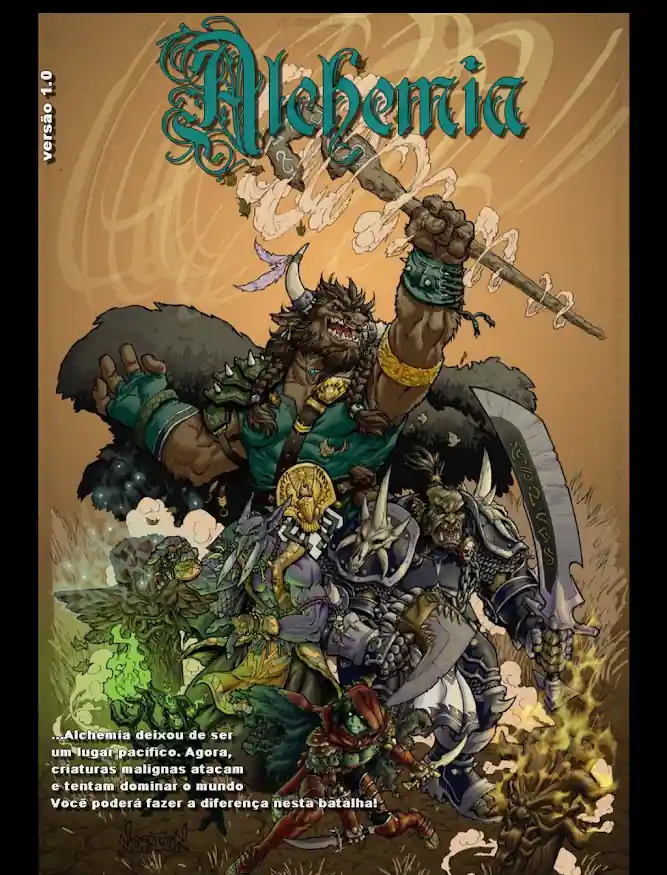 Alchemia
versão 1.0
...Alchemia deixou de ser
um lugar pacífico. Agora,
criaturas malignas atacam
e tentam dominar o mundo
Você poderá fazer a diferença nesta batalha!
NORTON